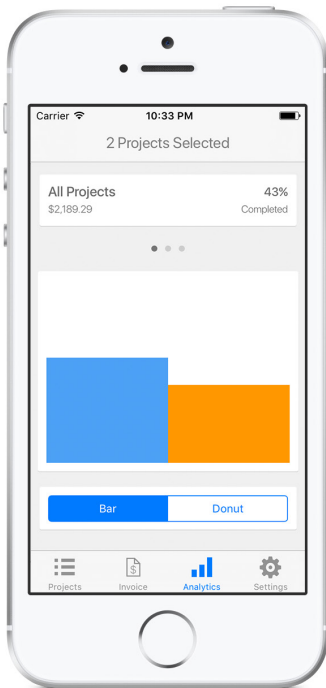 Carrier 10:33 PM
2 Projects Selected
All Projects 43%
$2,189.29 Completed
Bar Donut
$
Projects Invoice Analytics Settings